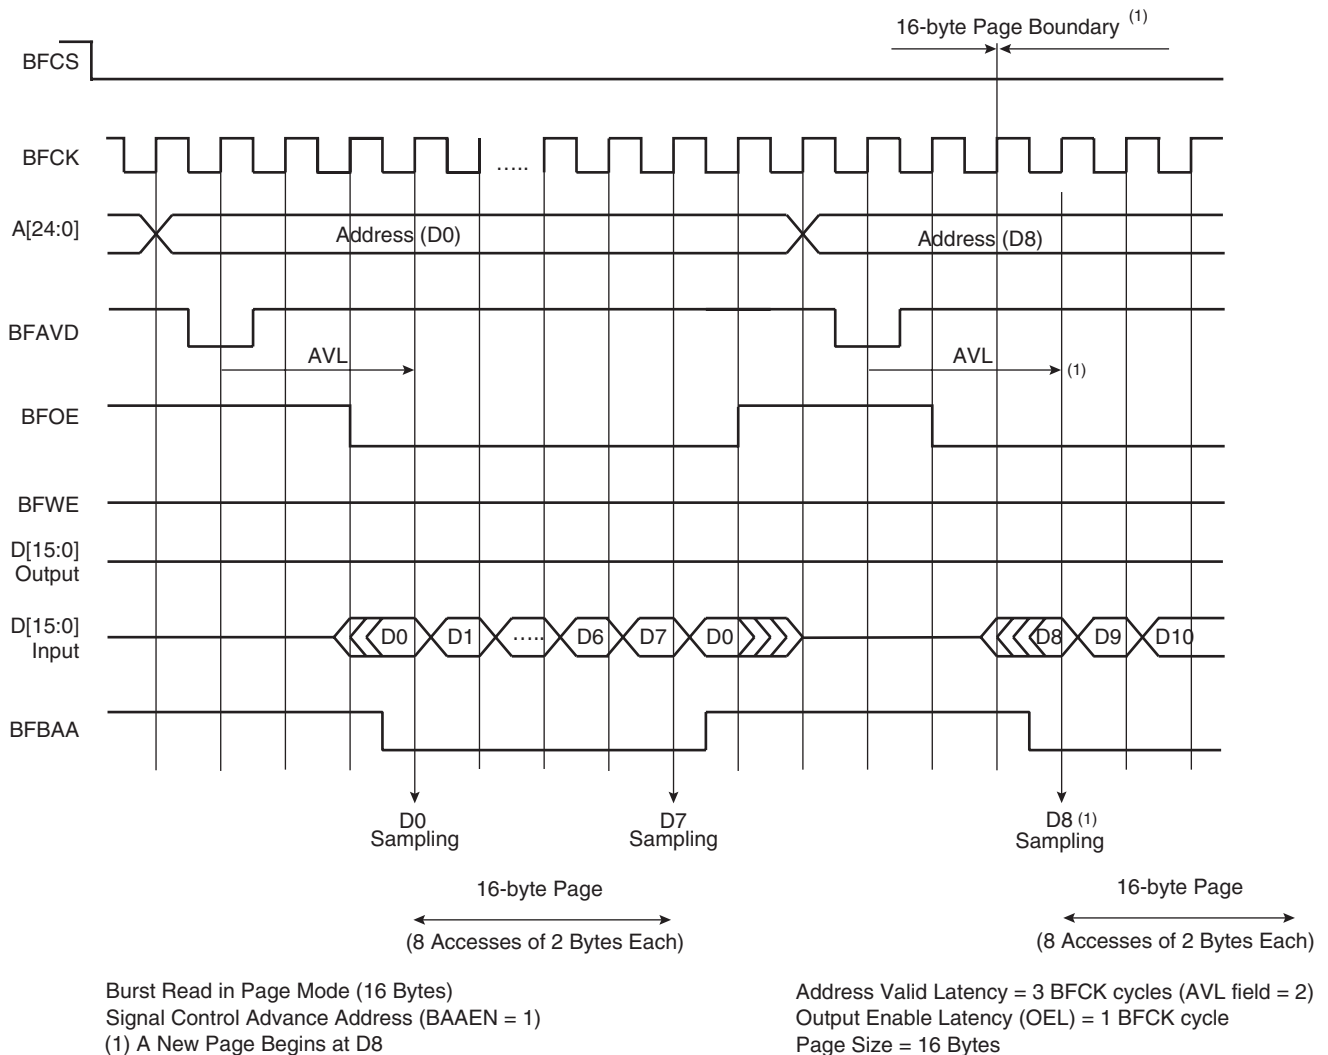 16-byte Page Boundary (1)
BFCS
BFCK
.....
A[24:0]
Address (D0)
Address (D8)
BFAVD
AVL
AVL
(1)
BFOE
BFWE
D[15:0]
Output
D[15:0]
Input
D0
D1
.....
D6
D7
D0
D8
D9
D10
BFBAA
D0
Sampling
D7
Sampling
D8 (1)
Sampling
16-byte Page
(8 Accesses of 2 Bytes Each)
16-byte Page
(8 Accesses of 2 Bytes Each)
Burst Read in Page Mode (16 Bytes)
Signal Control Advance Address (BAAEN = 1)
(1) A New Page Begins at D8
Address Valid Latency = 3 BFCK cycles (AVL field = 2)
Output Enable Latency (OEL) = 1 BFCK cycle
Page Size = 16 Bytes